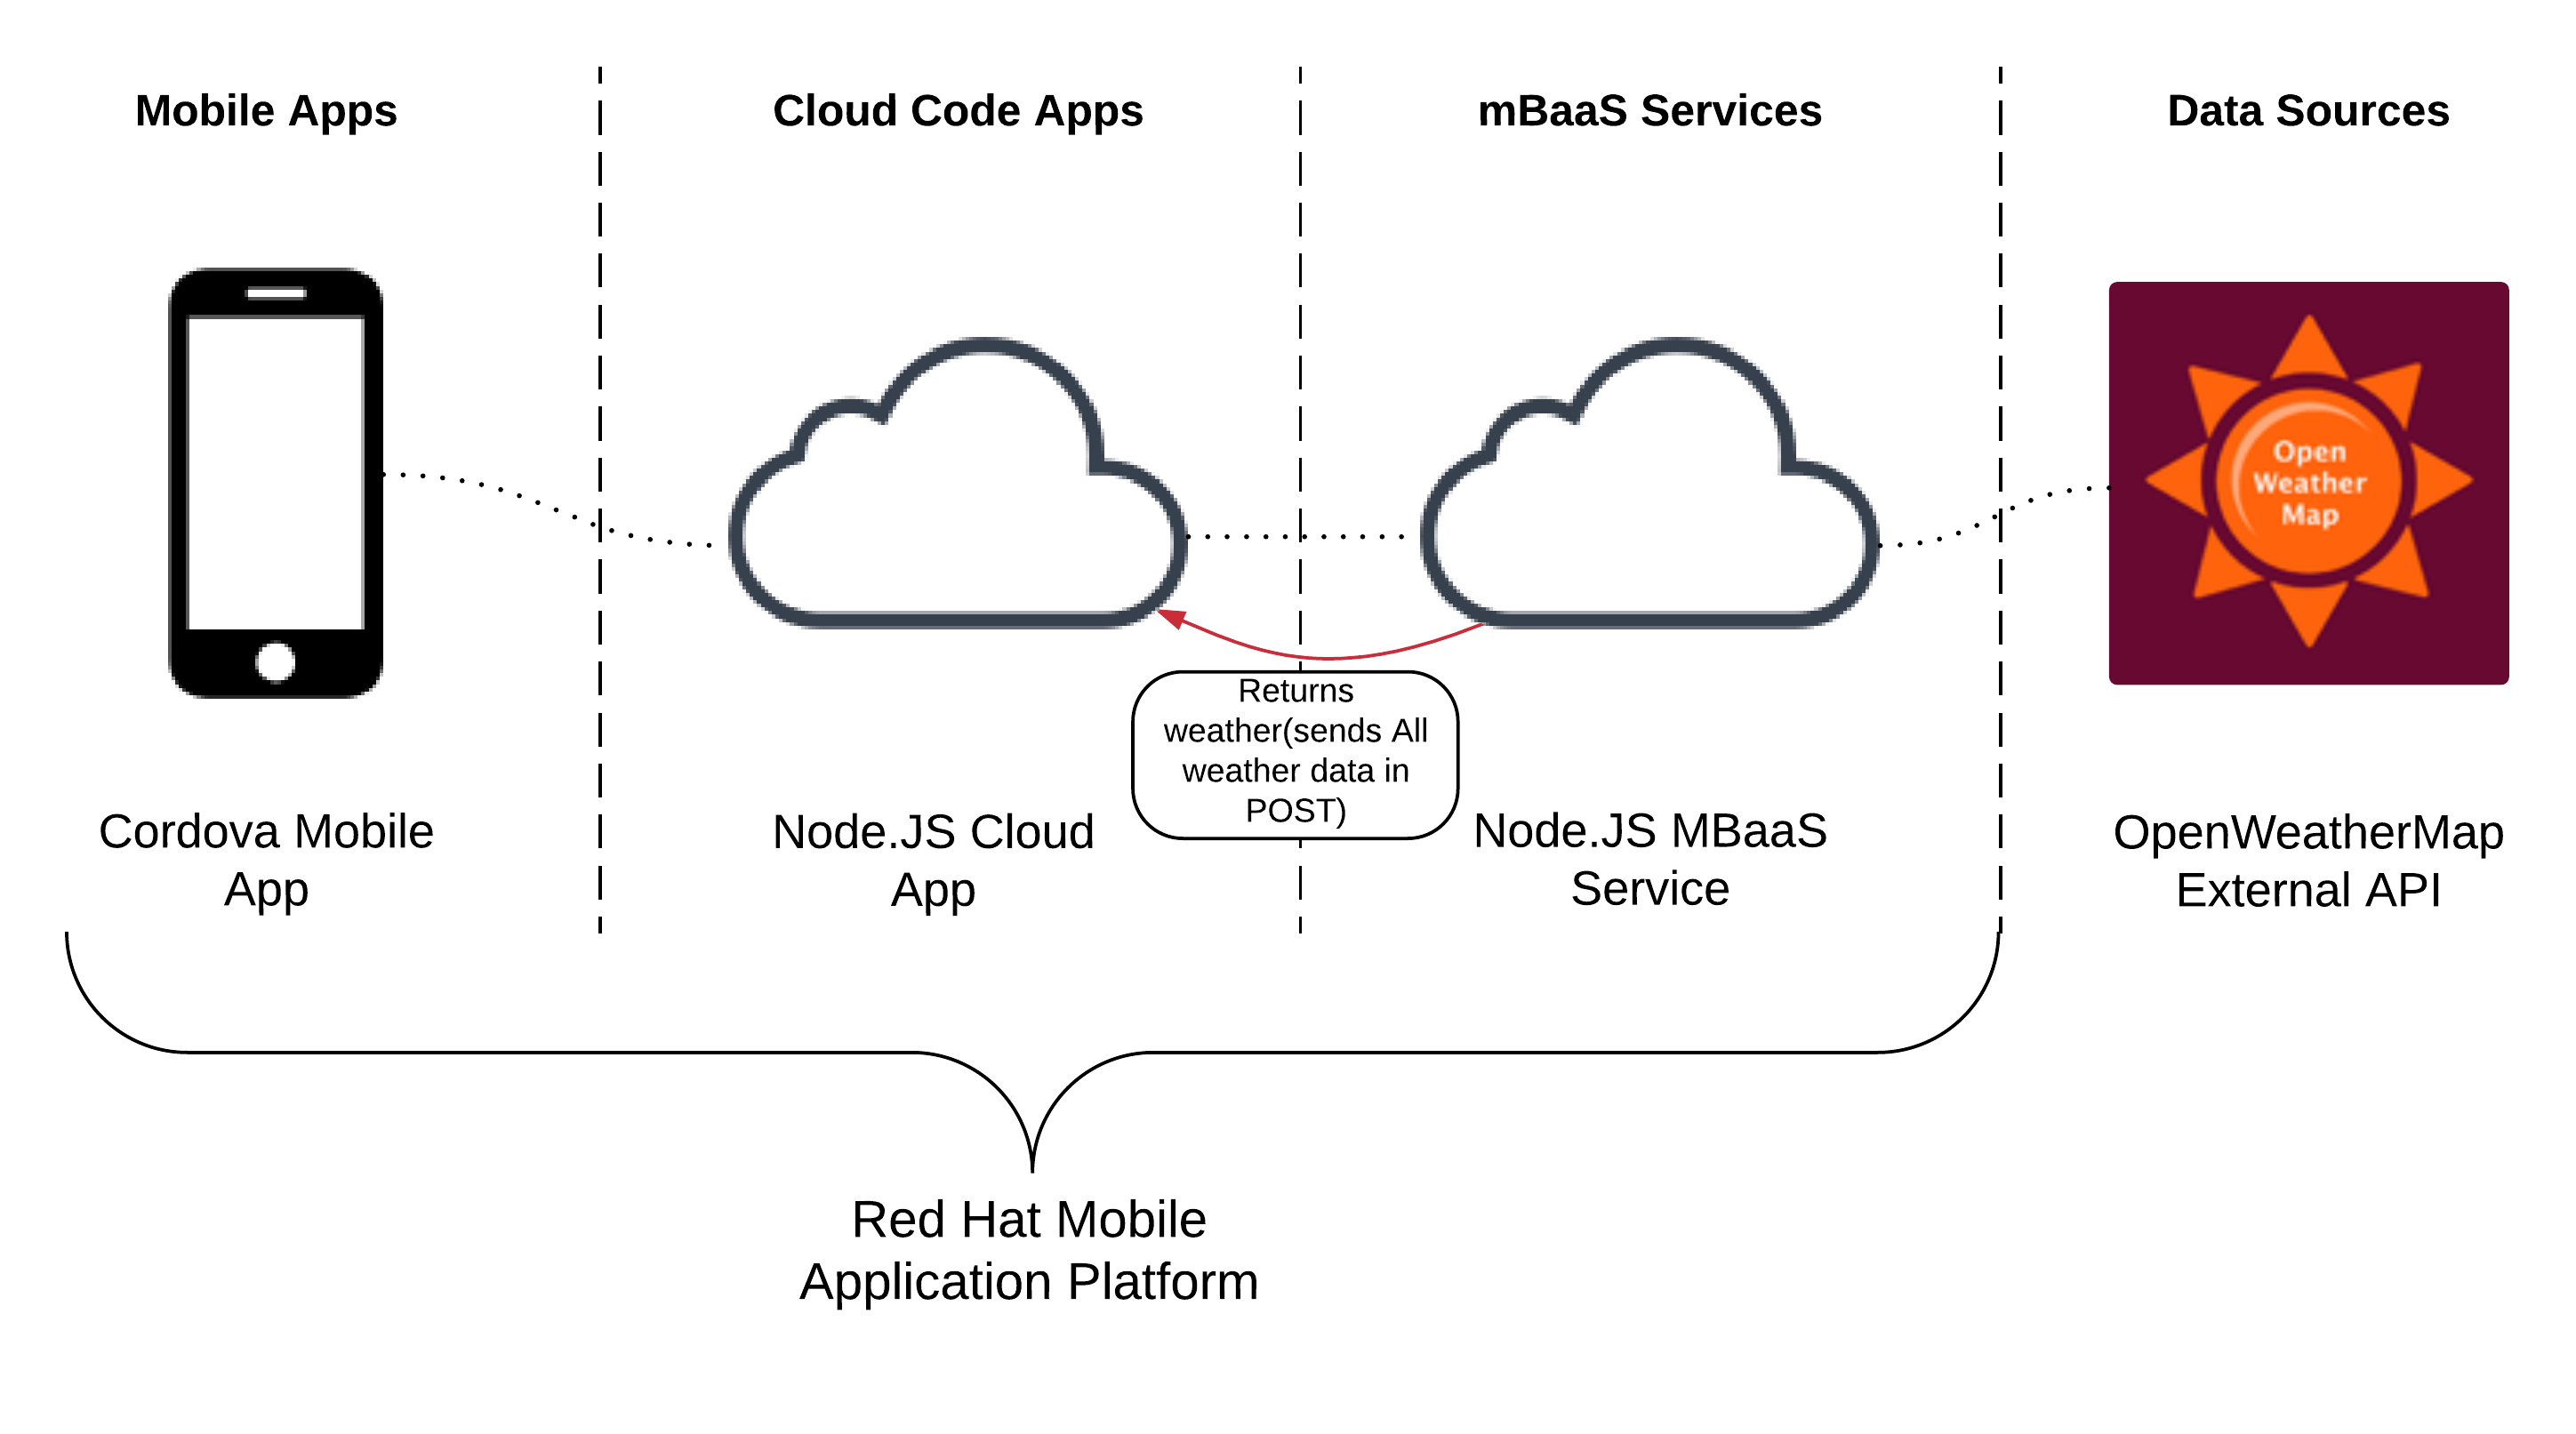 Mobile Apps
Cloud Code Apps
mBaaS Services
Data Sources
Open
Weather
Map
Returns
weather(sends All
weather data in
POST)
Cordova Mobile
App
Node.JS Cloud
App
Node.JS MBaaS
Service
OpenWeatherMap
External API
Red Hat Mobile
Application Platform